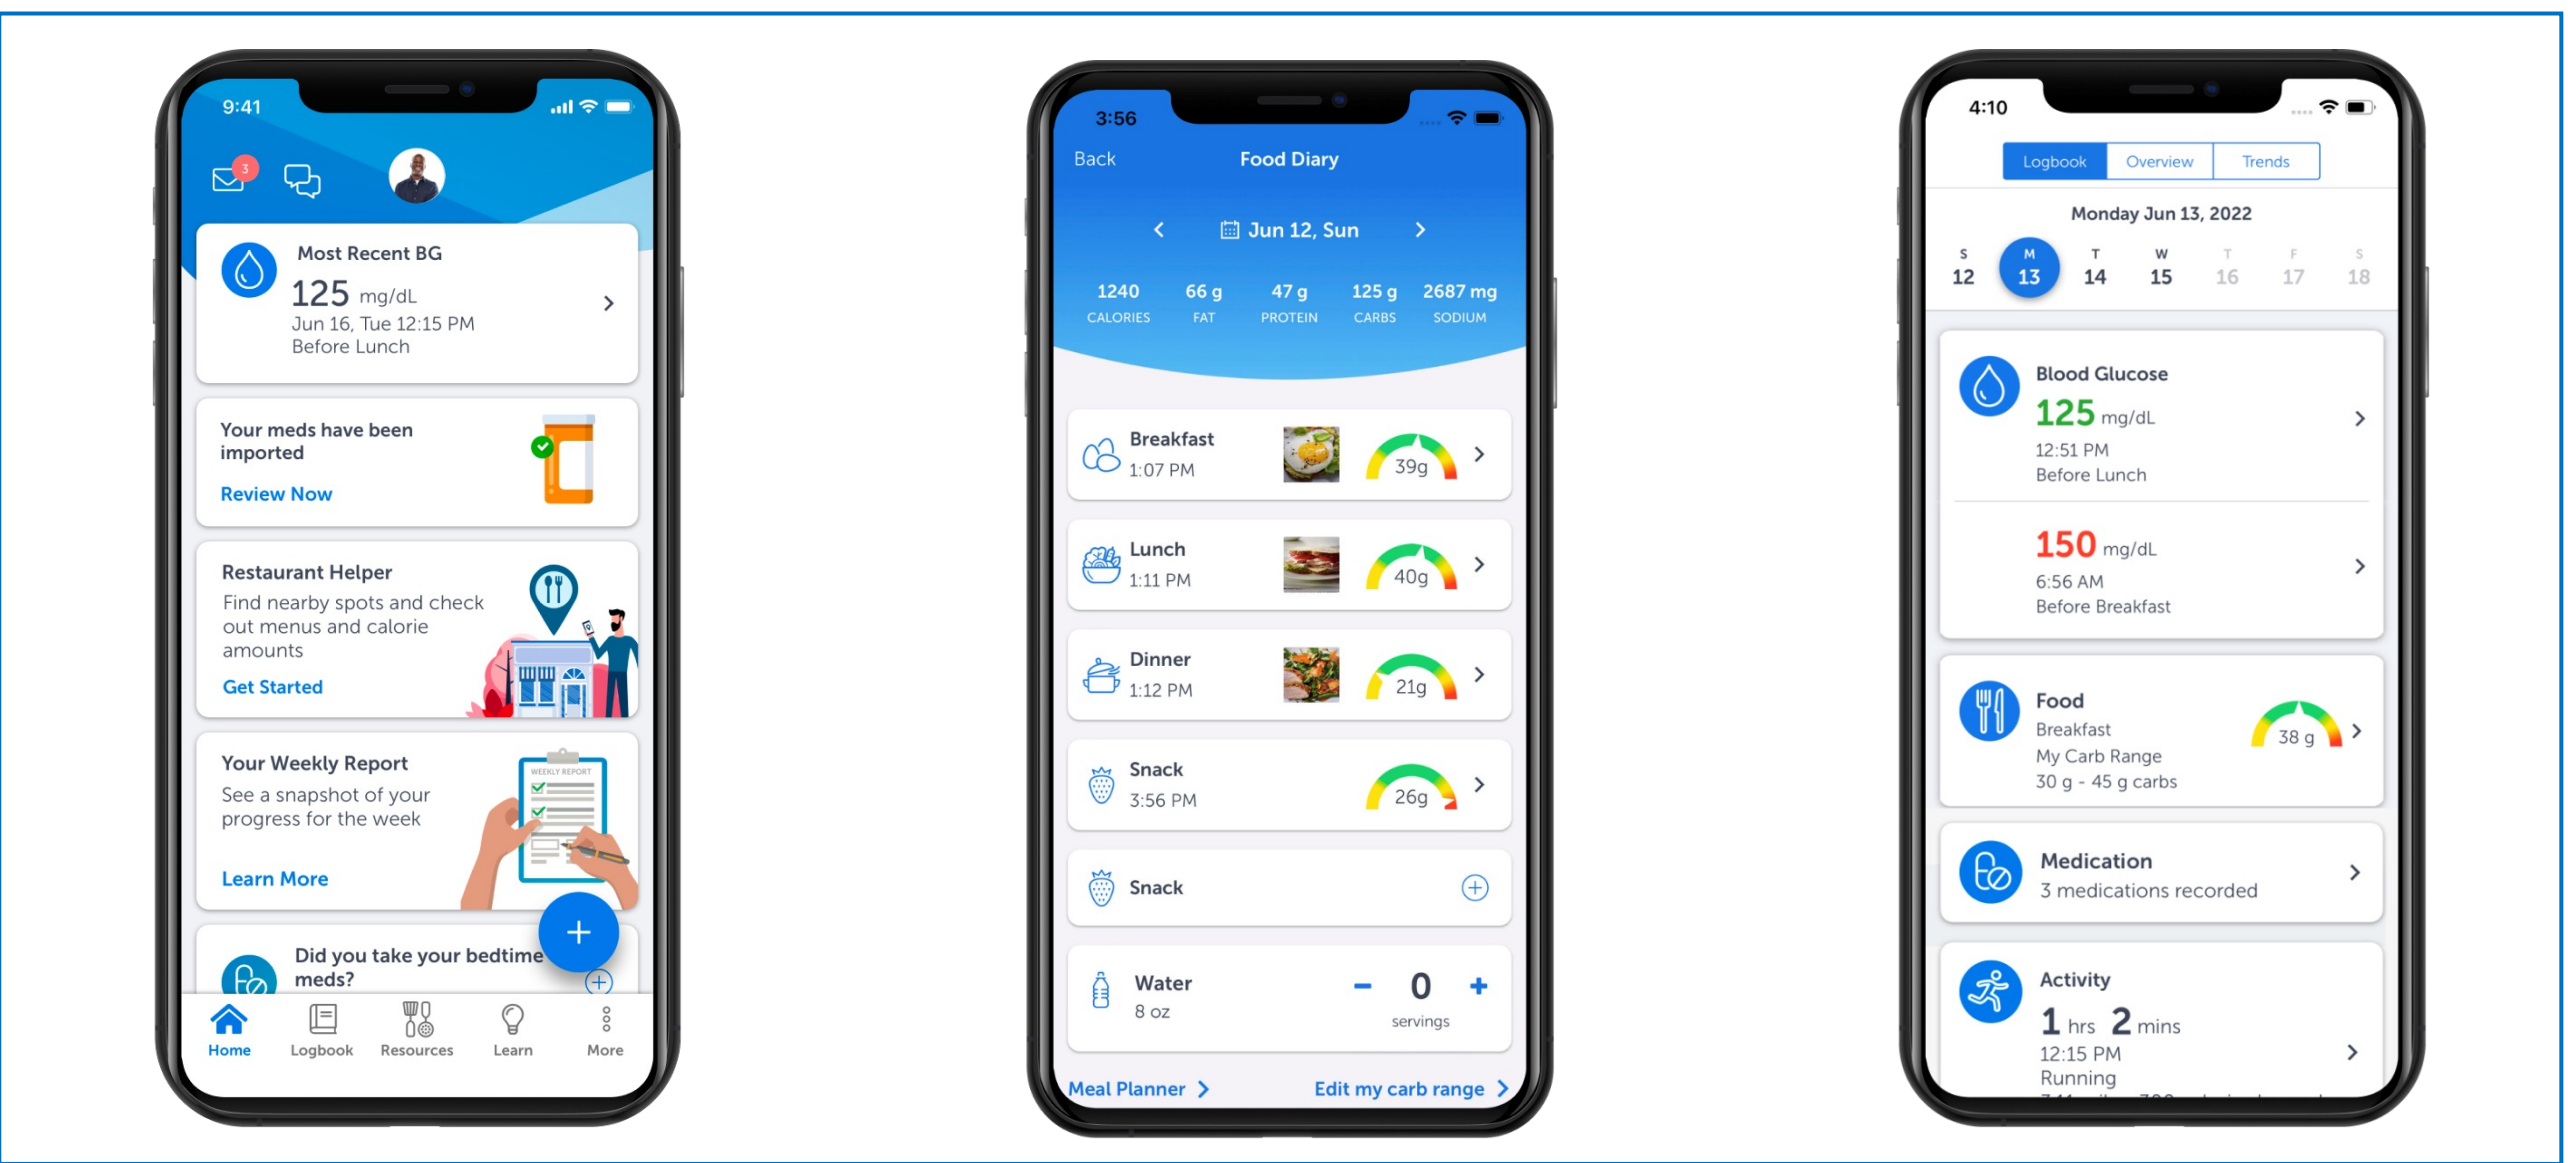 9:41
3
Most Recent BG
125 mg/dL
Jun 16, Tue 12:15 PM
Before Lunch
Your meds have been
imported
Review Now
Restaurant Helper
Find nearby spots and check
out menus and calorie
amounts
Get Started
Your Weekly Report
See a snapshot of your
progress for the week
Learn More
WEEKLY REPORT
Did you take your bedtime
meds?
Home Logbook Resources Learn More
3:56
Back Food Diary
Jun 12, Sun
1240 66 g 47 g 125 g 2687 mg
CALORIES FAT PROTEIN CARBS SODIUM
Breakfast
1:07 PM
39g
Lunch
1:11 PM
40g
Dinner
1:12 PM
21g
Snack
3:56 PM
26g
Snack
Water
8 oz
0
servings
Meal Planner Edit my carb range
4:10
Logbook Overview Trends
Monday Jun 13, 2022
S M T W T F S
12 13 14 15 16 17 18
Blood Glucose
125 mg/dL
12:51 PM
Before Lunch
150 mg/dL
6:56 AM
Before Breakfast
Food
Breakfast
My Carb Range
30 g - 45 g carbs
38 g
Medication
3 medications recorded
Activity
1 hrs 2 mins
12:15 PM
Running